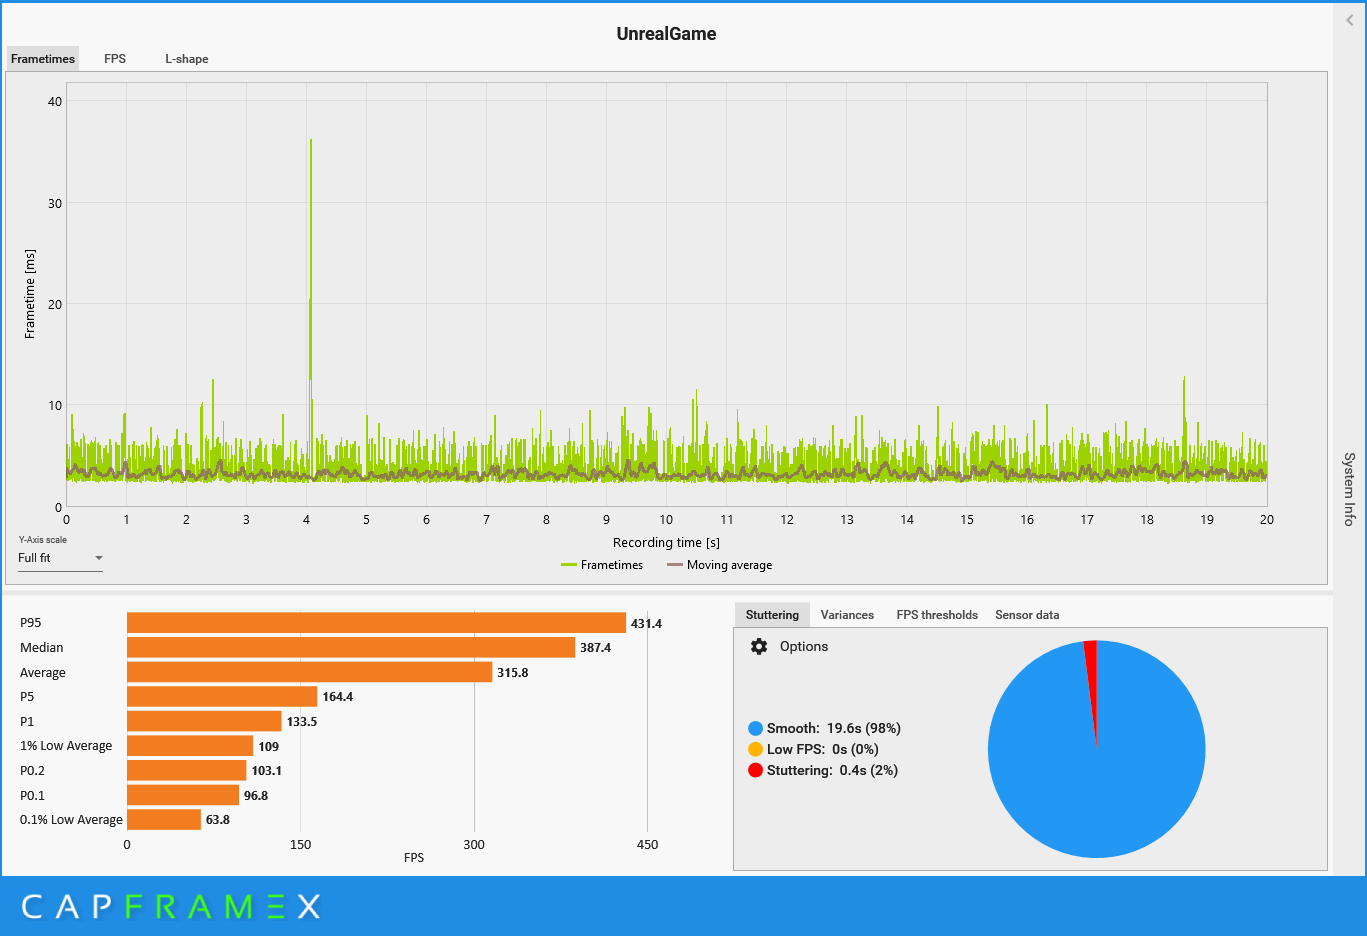 UnrealGame
Frametimes FPS L-shape
40
30
20
10
0
Frametime [ms]
0 1 2 3 4 5 6 7 8 9 10 11 12 13 14 15 16 17 18 19 20
Recording time [s]
Y-Axis scale
Full fit
Frametimes Moving average
System Info
P95 431.4
Median 387.4
Average 315.8
P5 164.4
P1 133.5
1% Low Average 109
P0.2 103.1
P0.1 96.8
0.1% Low Average 63.8
0 150 300 450
FPS
Stuttering Variances FPS thresholds Sensor data
Options
Smooth: 19.6s (98%)
Low FPS: 0s (0%)
Stuttering: 0.4s (2%)
CAPFRAMEX